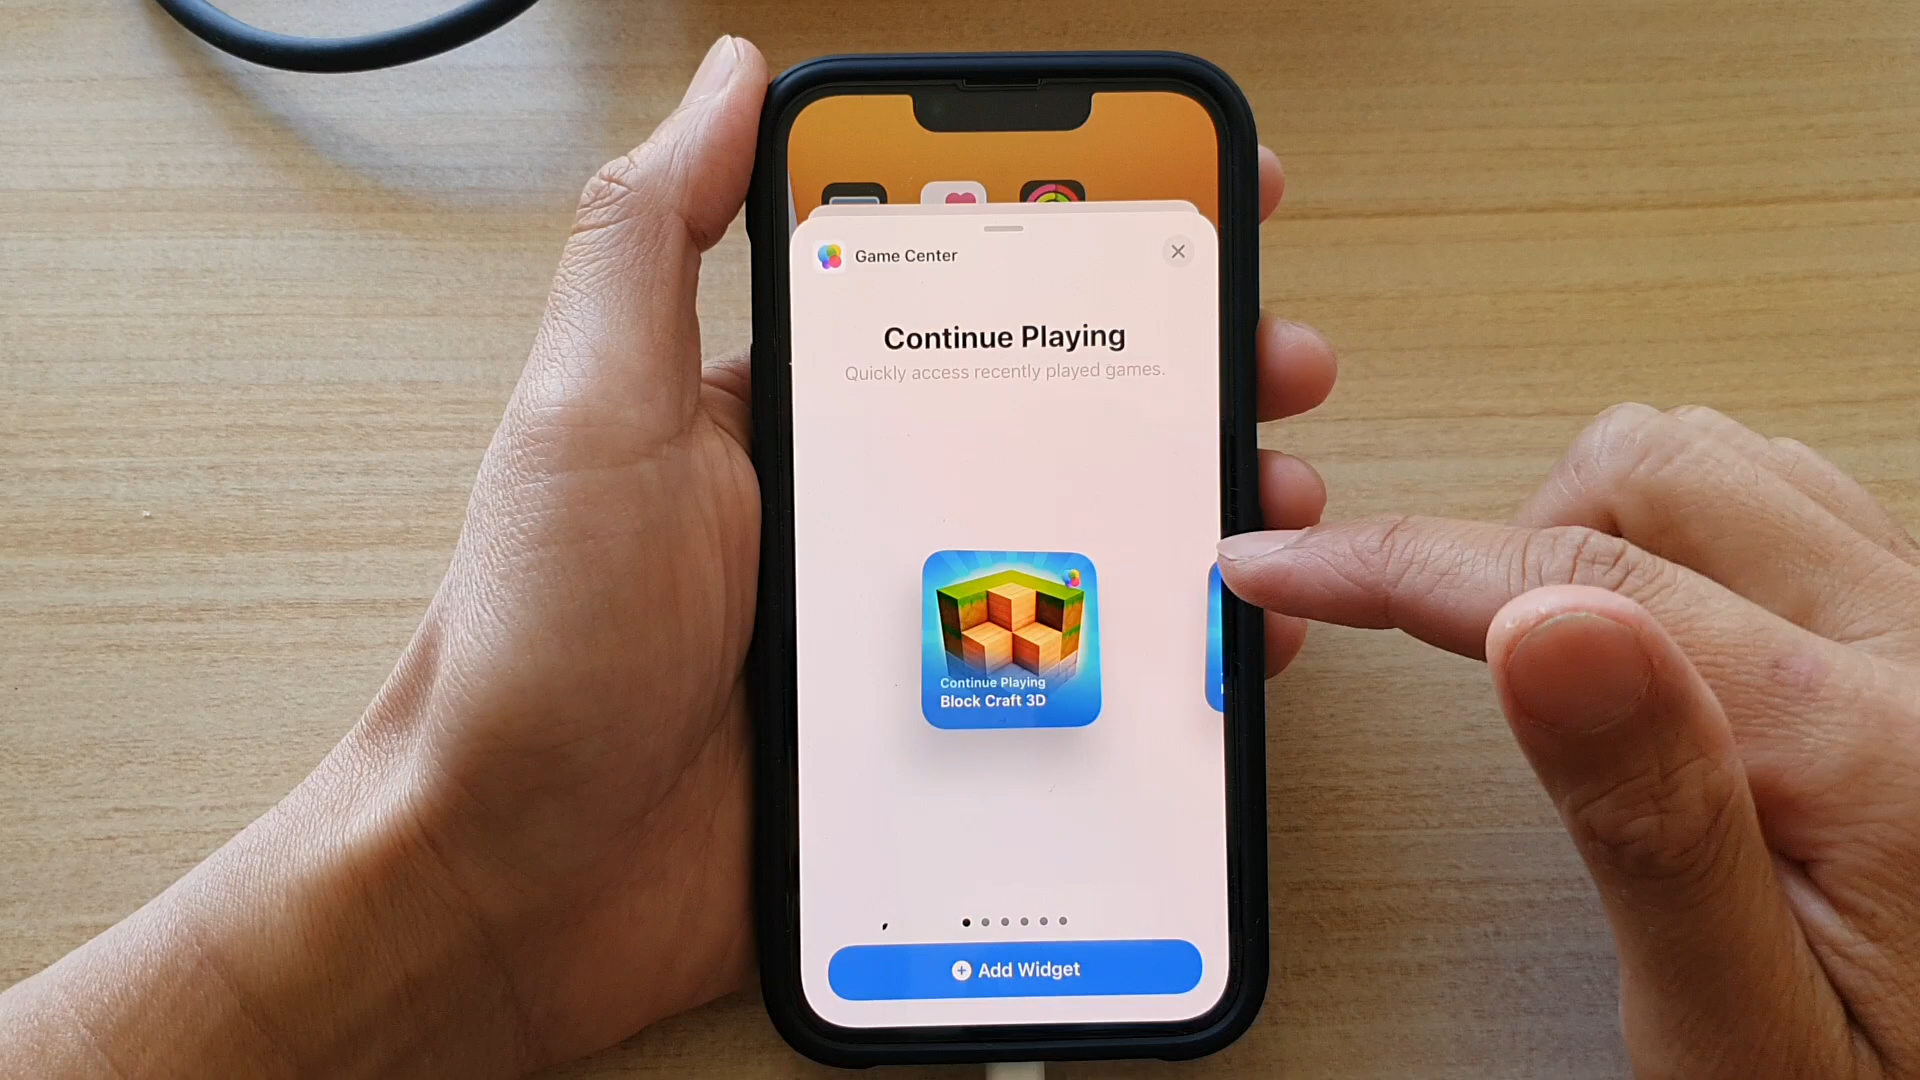 Game Center
Continue Playing
Quickly access recently played games.
Continue Playing
Block Craft 3D
Add Widget